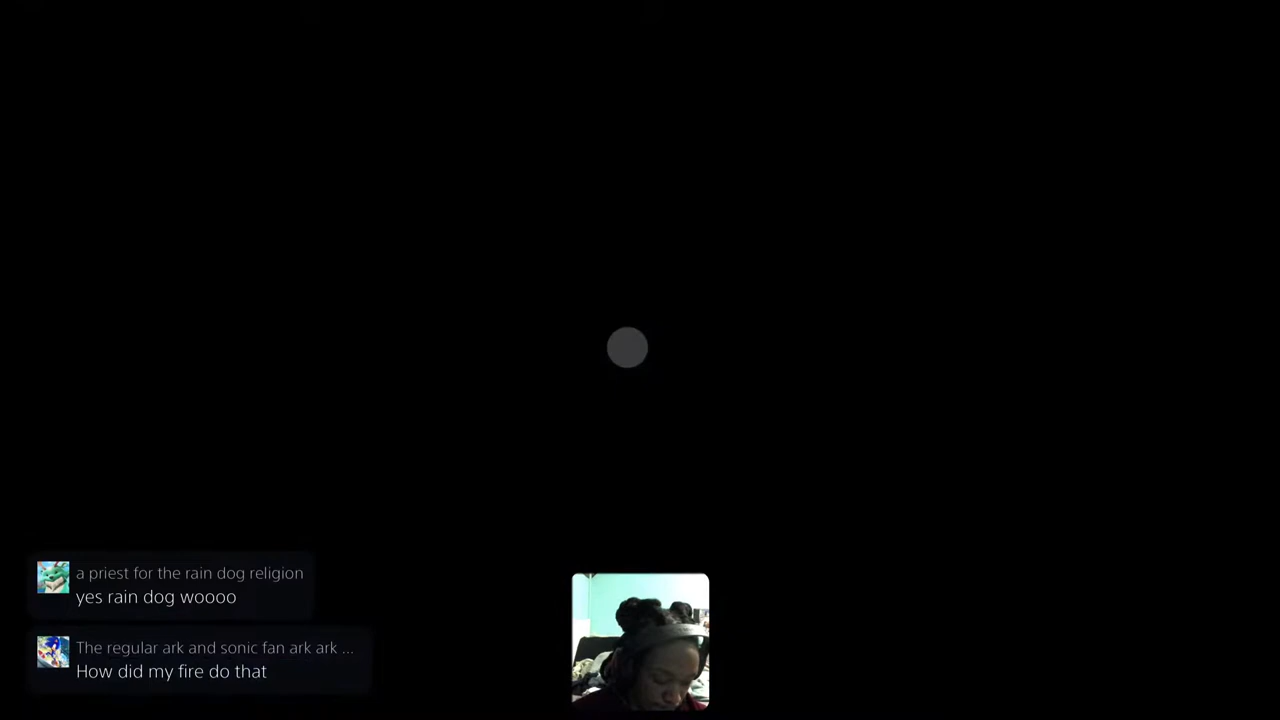 a priest for the rain dog religion
yes rain dog woooo
The regular ark and sonic fan ark ark ...
How did my fire do that